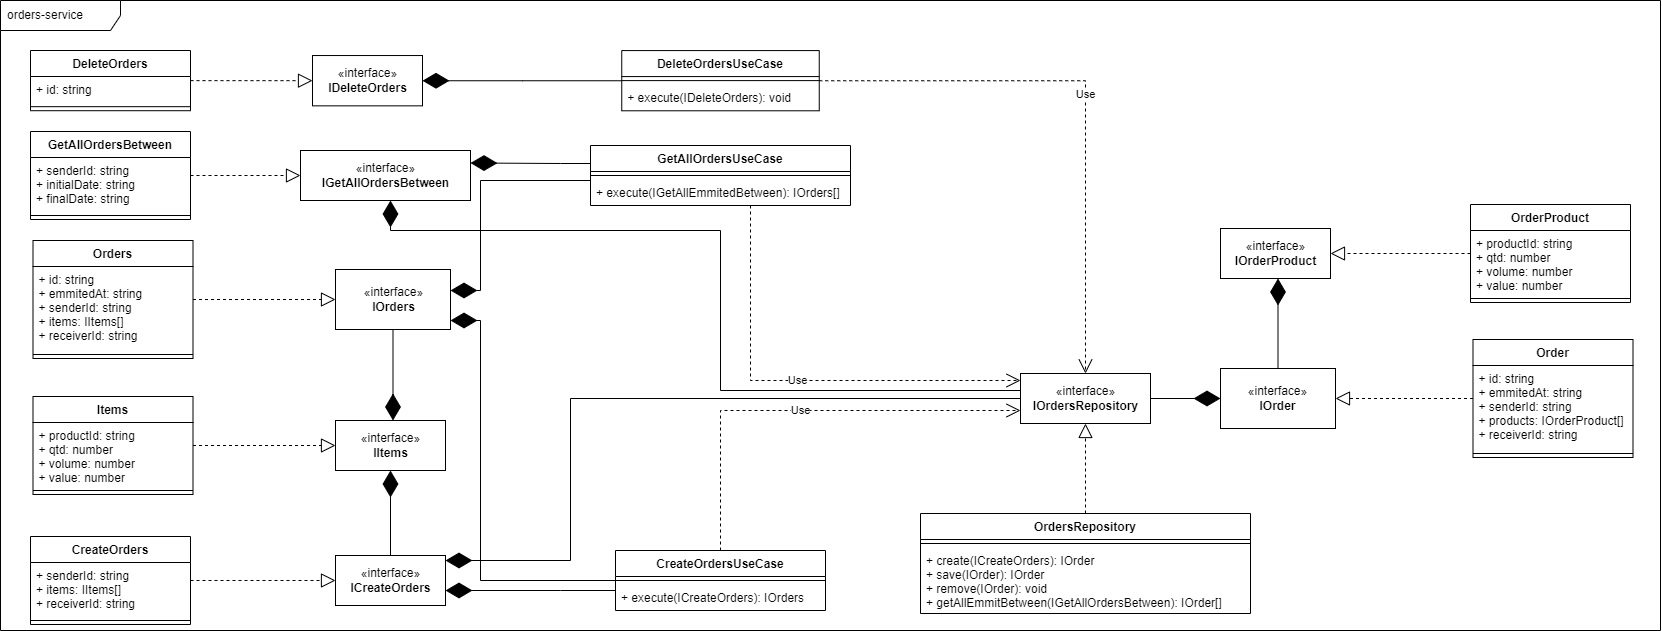 orders-service
DeleteOrders
+ id: string
«interface»
IDeleteOrders
DeleteOrdersUseCase
+ execute(IDeleteOrders): void
Use
GetAllOrdersBetween
+ senderId: string
+ initialDate: string
+ finalDate: string
«interface»
IGetAllOrdersBetween
GetAllOrdersUseCase
+ execute(IGetAllEmmitedBetween): IOrders[]
Orders
+ id: string
+ emmitedAt: string
+ senderId: string
+ items: IItems[]
+ receiverId: string
«interface»
IOrders
«interface»
IOrderProduct
OrderProduct
+ productId: string
+ qtd: number
+ volume: number
+ value: number
Use
Use
«interface»
IOrdersRepository
«interface»
IOrder
Order
+ id: string
+ emmitedAt: string
+ senderId: string
+ products: IOrderProduct[]
+ receiverId: string
Items
+ productId: string
+ qtd: number
+ volume: number
+ value: number
«interface»
IItems
CreateOrders
+ senderId: string
+ items: IItems[]
+ receiverId: string
«interface»
ICreateOrders
CreateOrdersUseCase
+ execute(ICreateOrders): IOrders
OrdersRepository
+ create(ICreateOrders): IOrder
+ save(IOrder): IOrder
+ remove(IOrder): void
+ getAllEmmitBetween(IGetAllOrdersBetween): IOrder[]